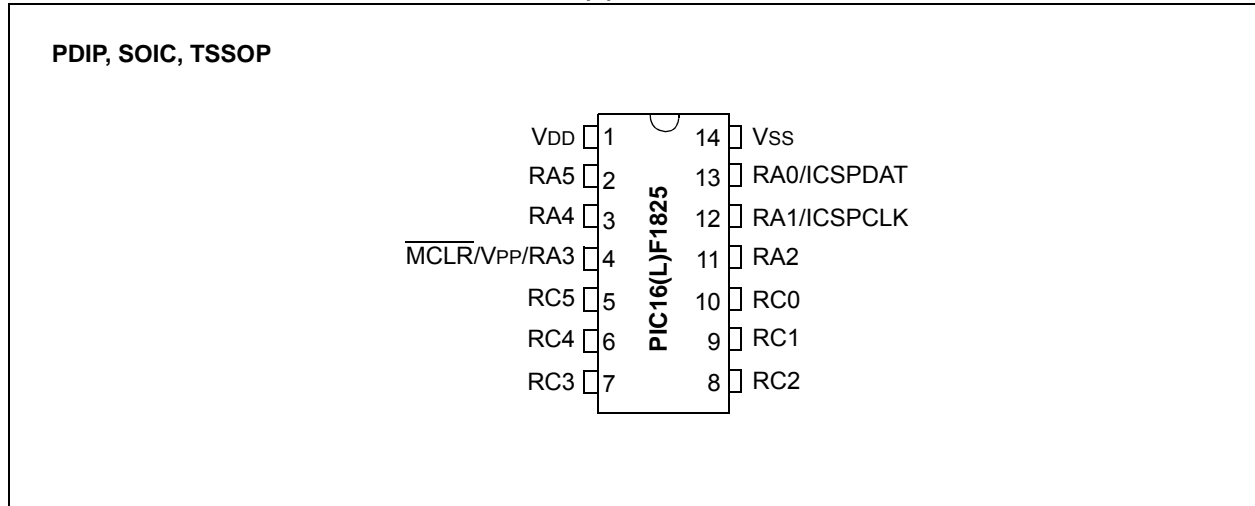 PDIP, SOIC, TSSOP
VDD 1 14 VSS
RA5 2 13 RA0/ICSPDAT
RA4 3 12 RA1/ICSPCLK
MCLR/VPP/RA3 4 11 RA2
RC5 5 10 RC0
RC4 6 9 RC1
RC3 7 8 RC2
PIC16(L)F1825